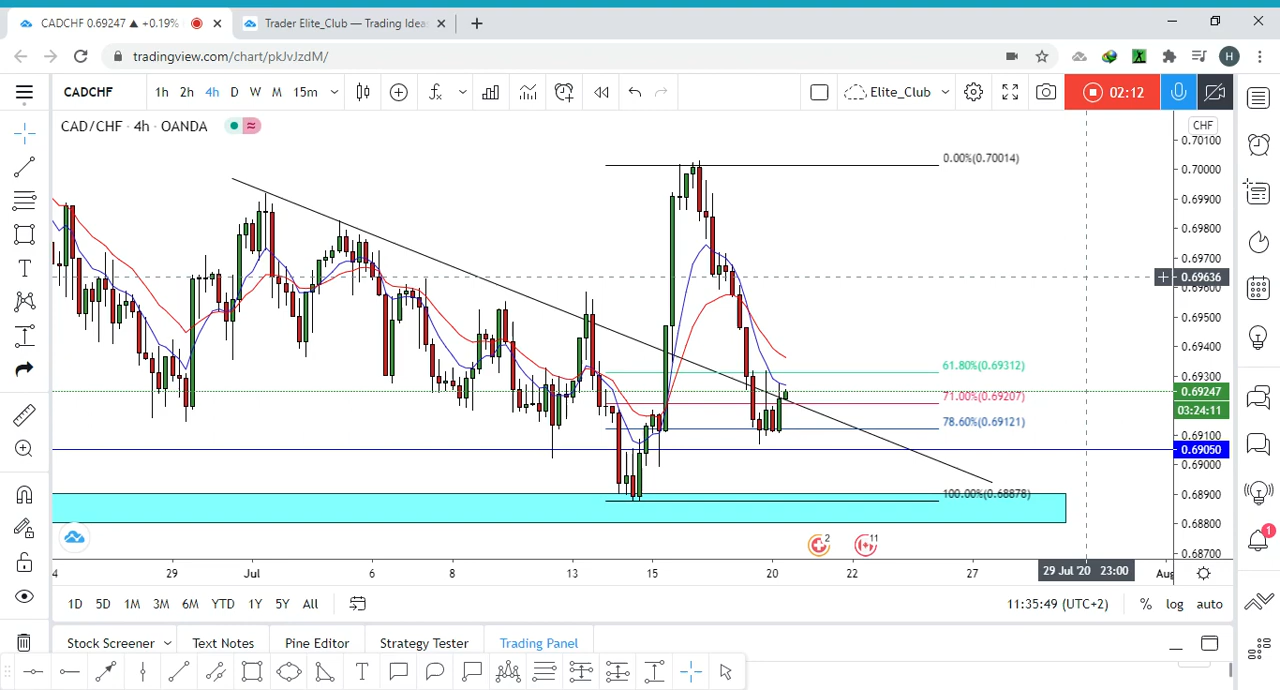 CADCHF 0.69247 ▲ +0.19%
Trader Elite_Club — Trading Idea
tradingview.com/chart/pkJvJzdM/
H
CADCHF 1h 2h 4h D W M 15m
Elite_Club
02:12
CAD/CHF · 4h · OANDA
CHF
0.70100
0.70000
0.69900
0.69800
0.69700
0.69636
0.69600
0.69500
0.69400
0.69300
0.69247
03:24:11
0.69100
0.69050
0.69000
0.68900
0.68800
0.68700
0.00%(0.70014)
61.80%(0.69312)
71.00%(0.69207)
78.60%(0.69121)
100.00%(0.68878)
2
11
1
4 29 Jul 6 8 13 15 20 22 27 29 Jul '20 23:00 Aug
1D 5D 1M 3M 6M YTD 1Y 5Y All
11:35:49 (UTC+2) % log auto
Stock Screener Text Notes Pine Editor Strategy Tester Trading Panel